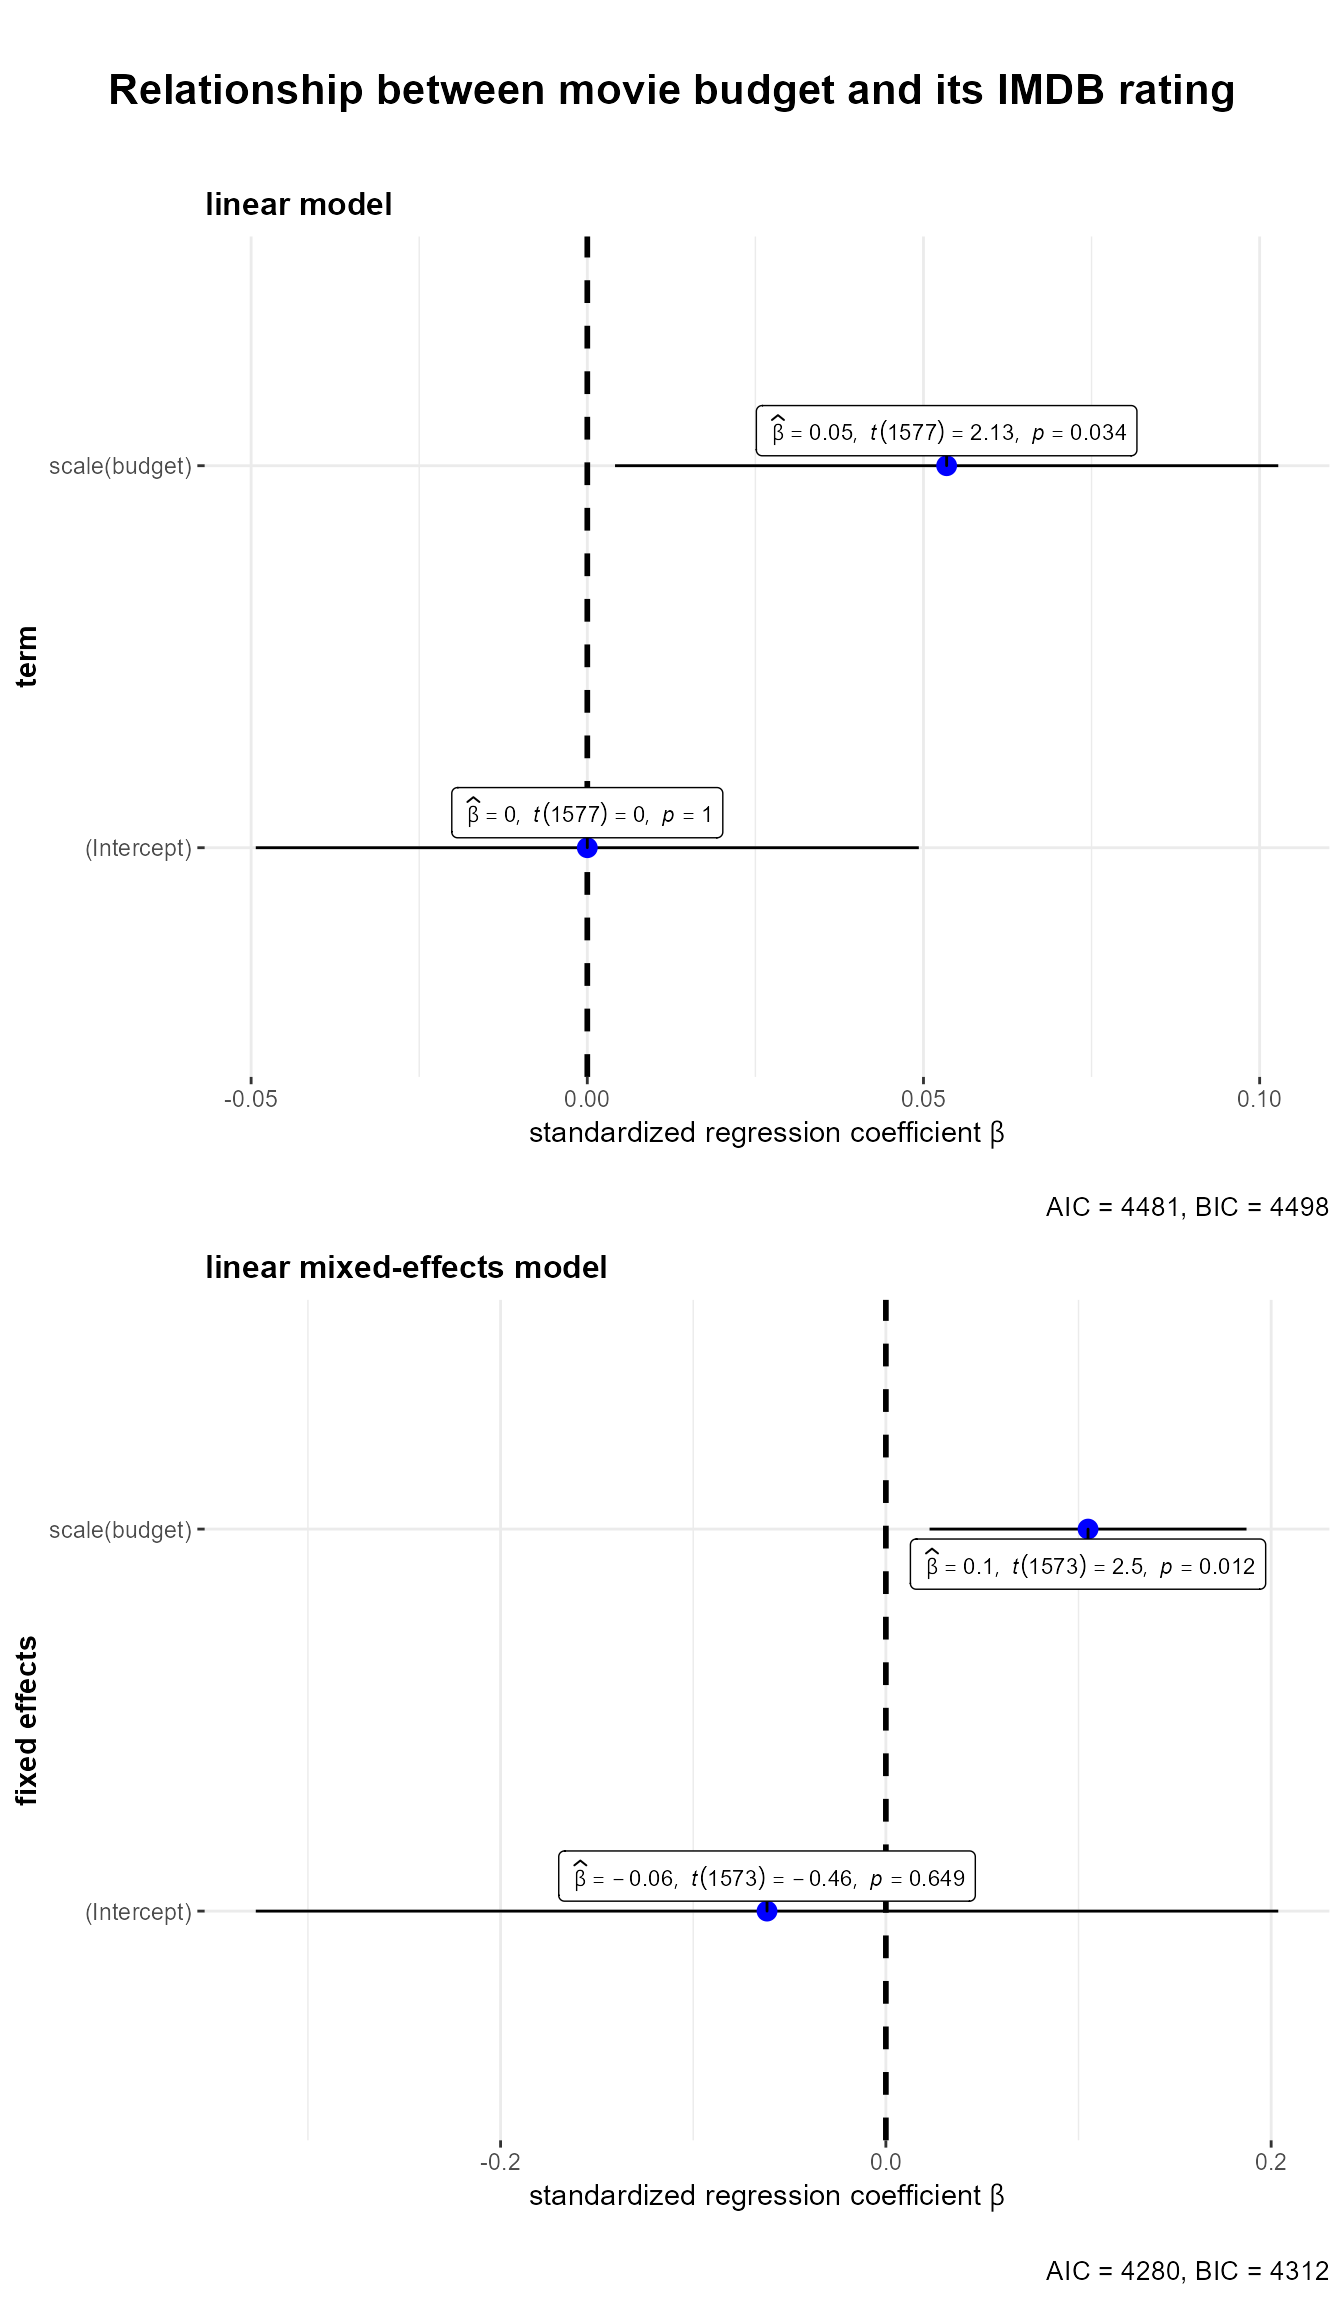 Relationship between movie budget and its IMDB rating
linear model
β̂ = 0.05, t(1577) = 2.13, p = 0.034
scale(budget)
term
β̂ = 0, t(1577) = 0, p = 1
(Intercept)
-0.05 0.00 0.05 0.10
standardized regression coefficient β
AIC = 4481, BIC = 4498
linear mixed-effects model
scale(budget)
β̂ = 0.1, t(1573) = 2.5, p = 0.012
fixed effects
β̂ = − 0.06, t(1573) = − 0.46, p = 0.649
(Intercept)
-0.2 0.0 0.2
standardized regression coefficient β
AIC = 4280, BIC = 4312